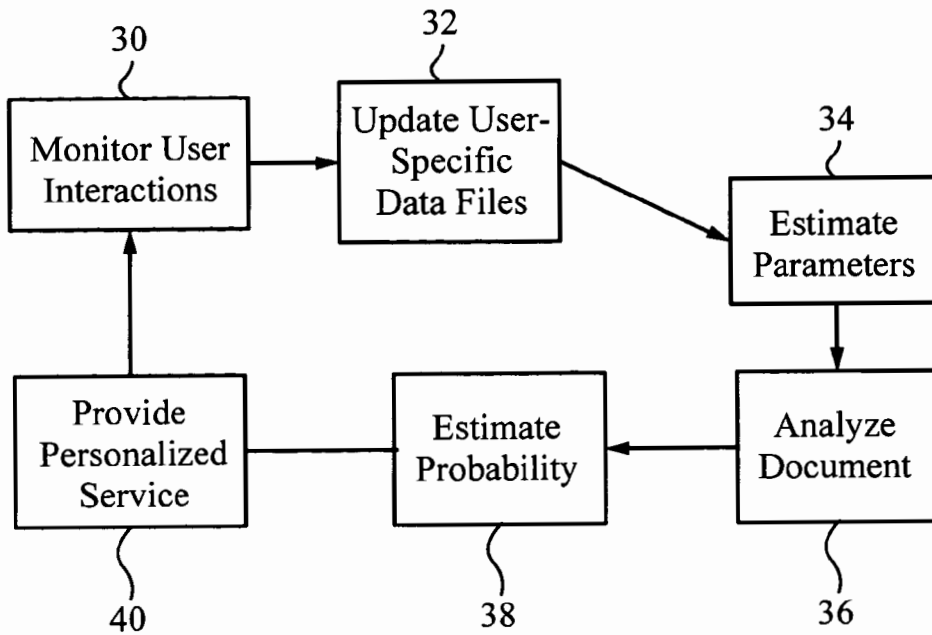 30
Monitor User
Interactions
32
Update User-
Specific
Data Files
34
Estimate
Parameters
Provide
Personalized
Service
40
Estimate
Probability
38
Analyze
Document
36